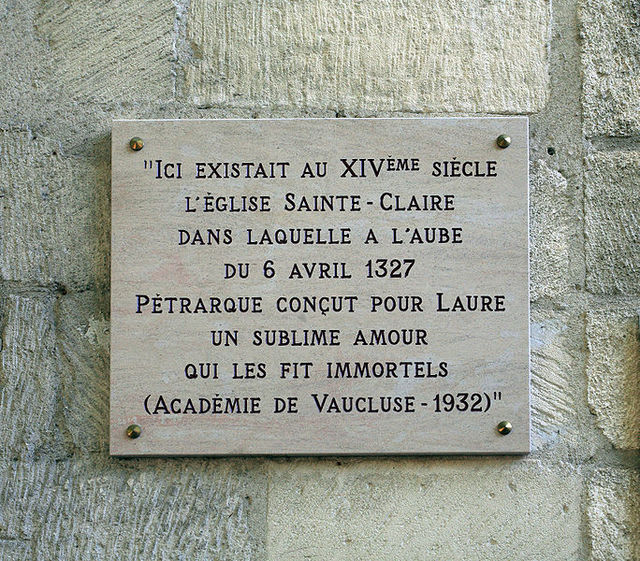 "ICI EXISTAIT AU XIVÈME SIÈCLE
L'ÉGLISE SAINTE-CLAIRE
DANS LAQUELLE A L'AUBE
DU 6 AVRIL 1327
PÉTRARQUE CONÇUT POUR LAURE
UN SUBLIME AMOUR
QUI LES FIT IMMORTELS
(ACADÉMIE DE VAUCLUSE-1932)"